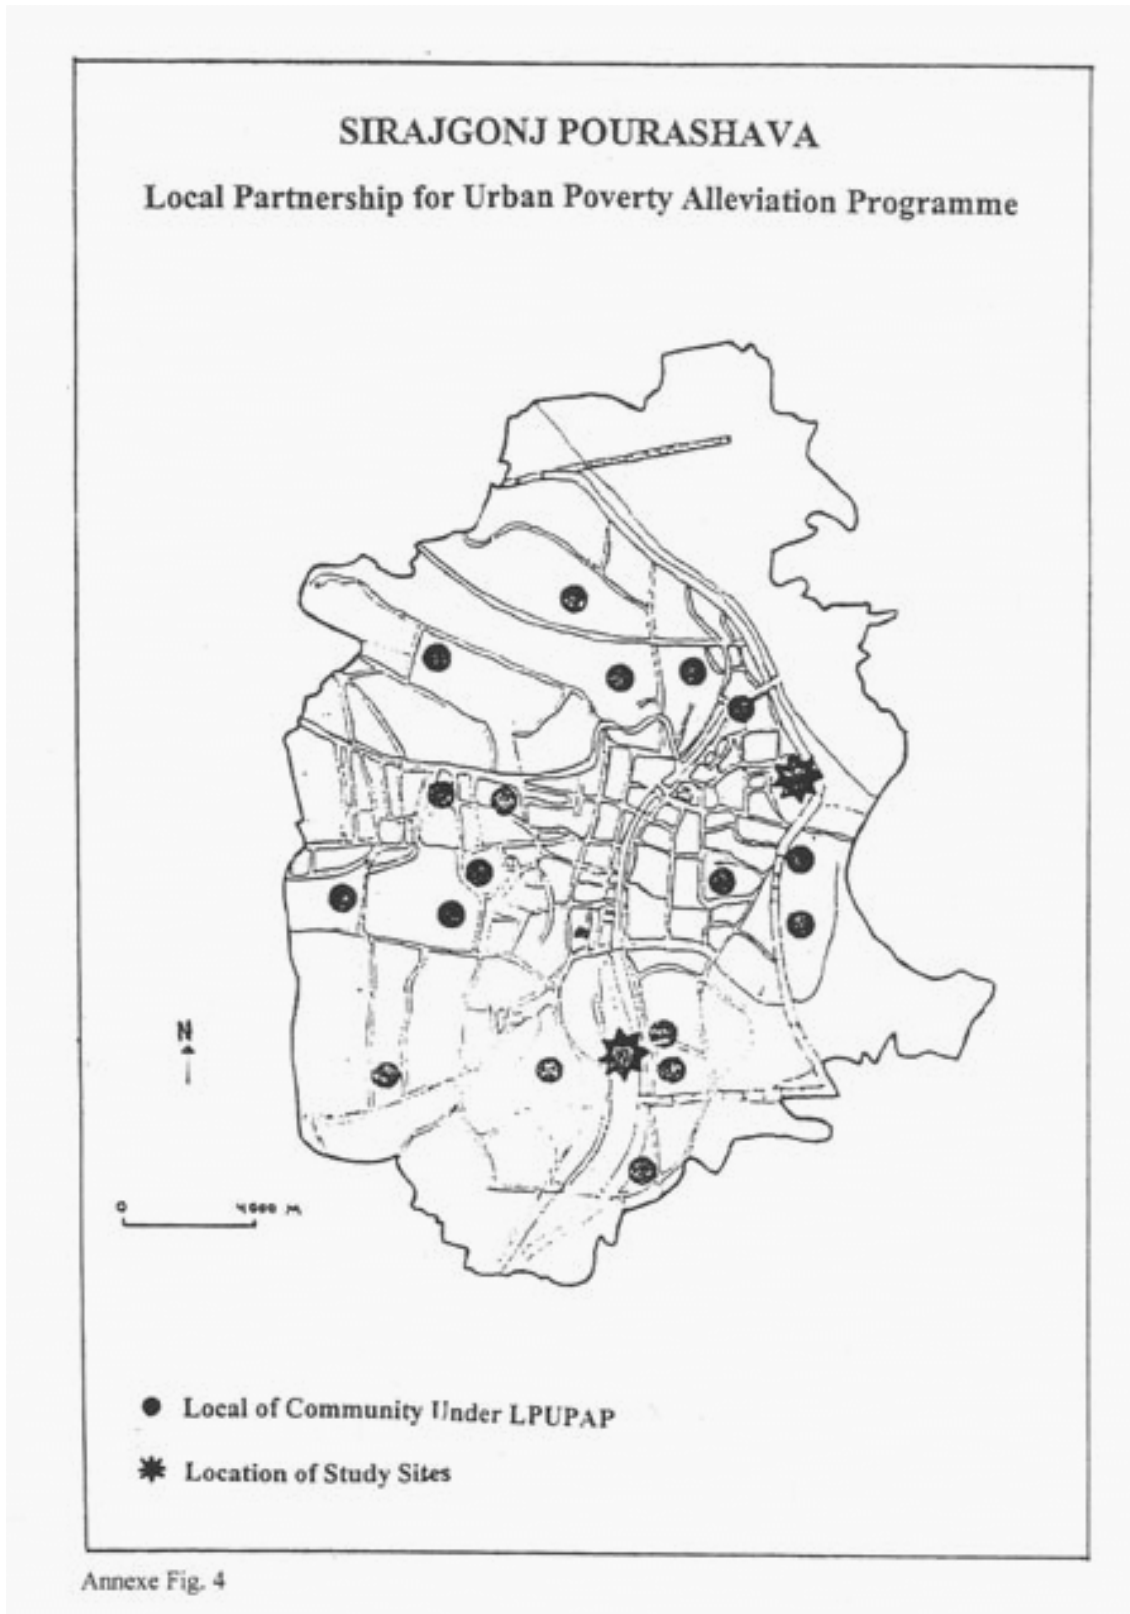 SIRAJGONJ POURASHAVA
Local Partnership for Urban Poverty Alleviation Programme
N
0
Local of Community Under LPUPAP
Location of Study Sites
Annexe Fig. 4